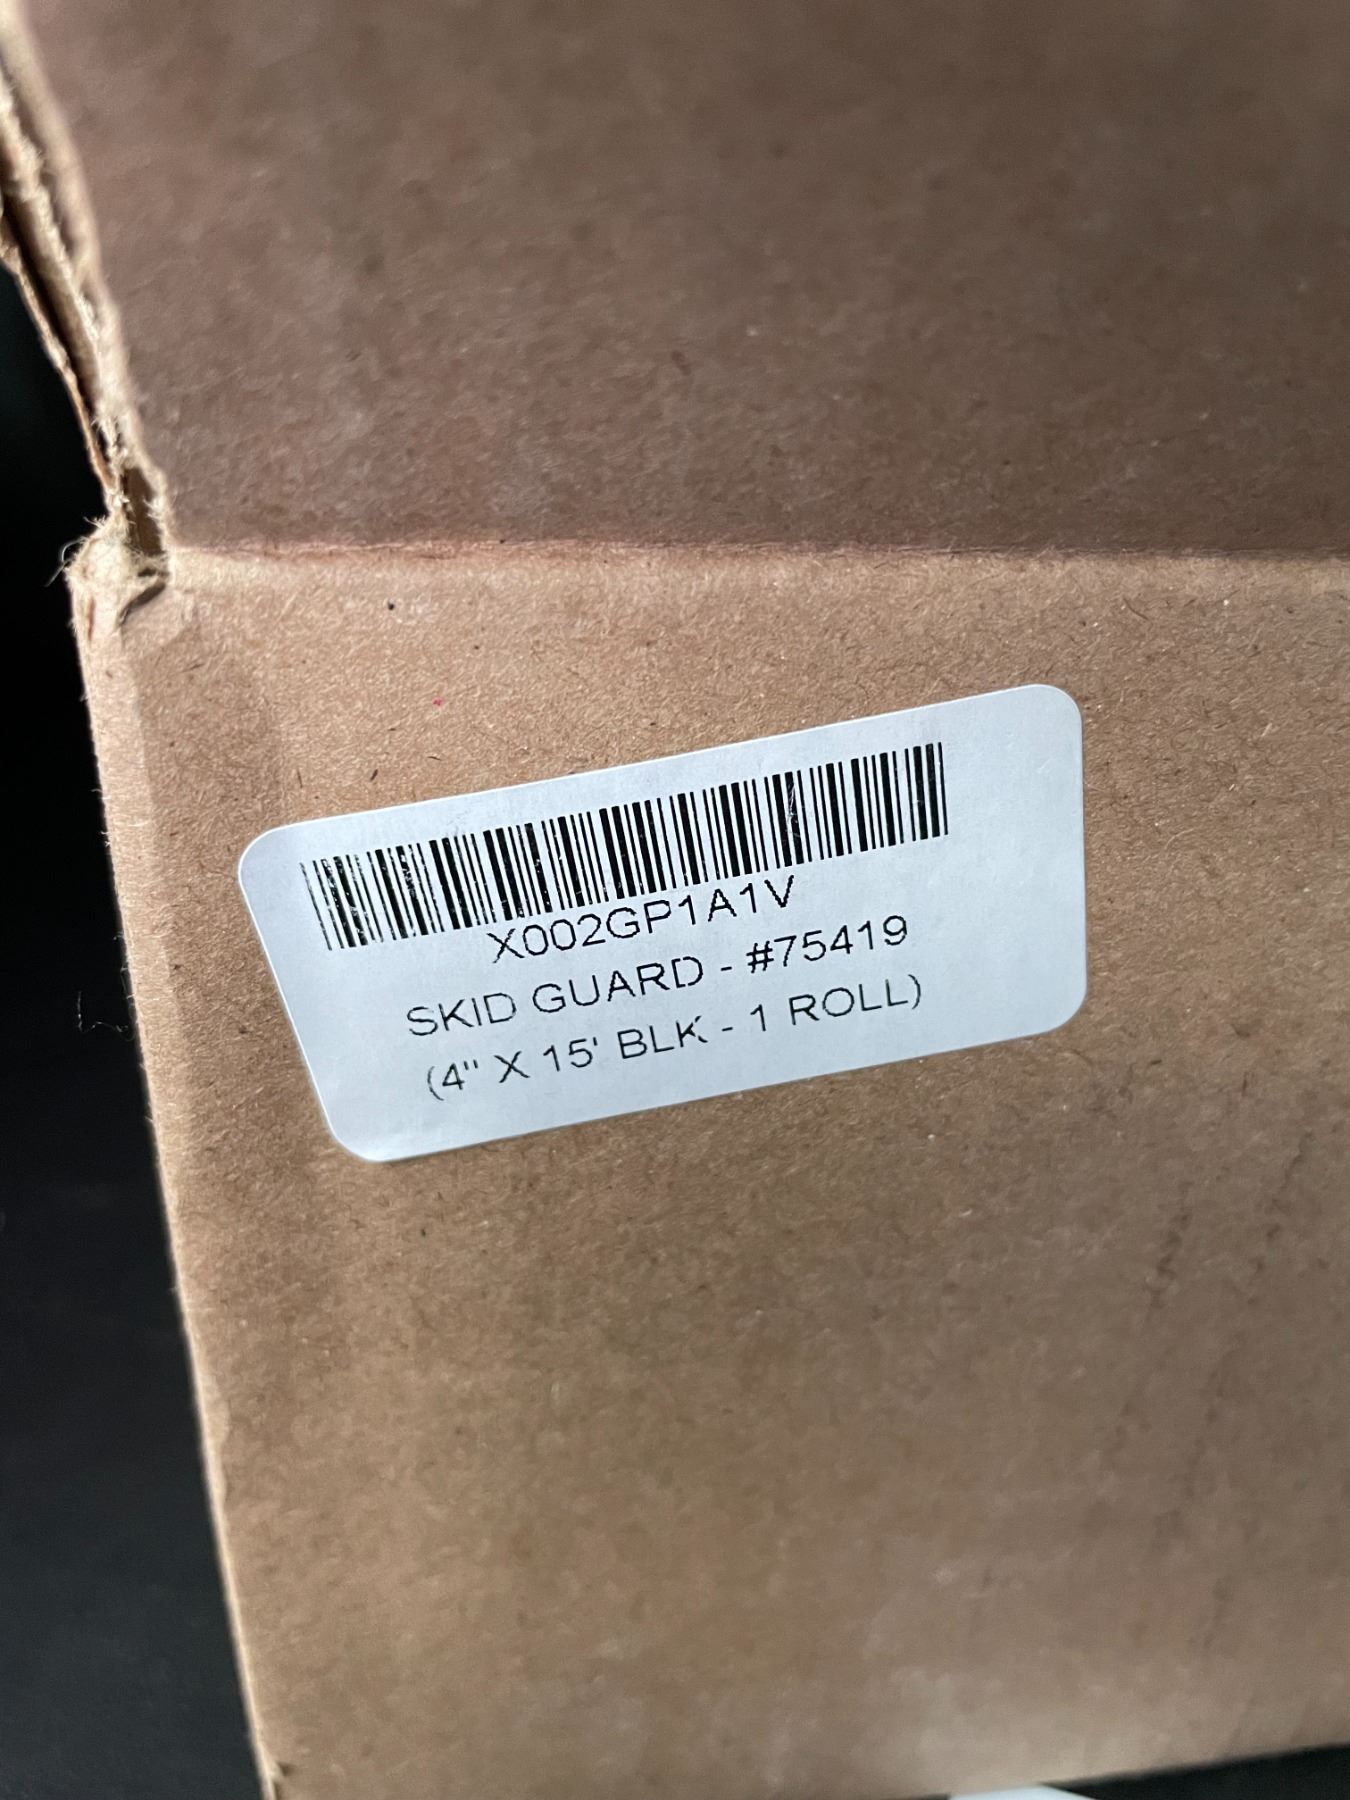 X002GP1A1V
SKID GUARD - #75419
(4" X 15' BLK - 1 ROLL)